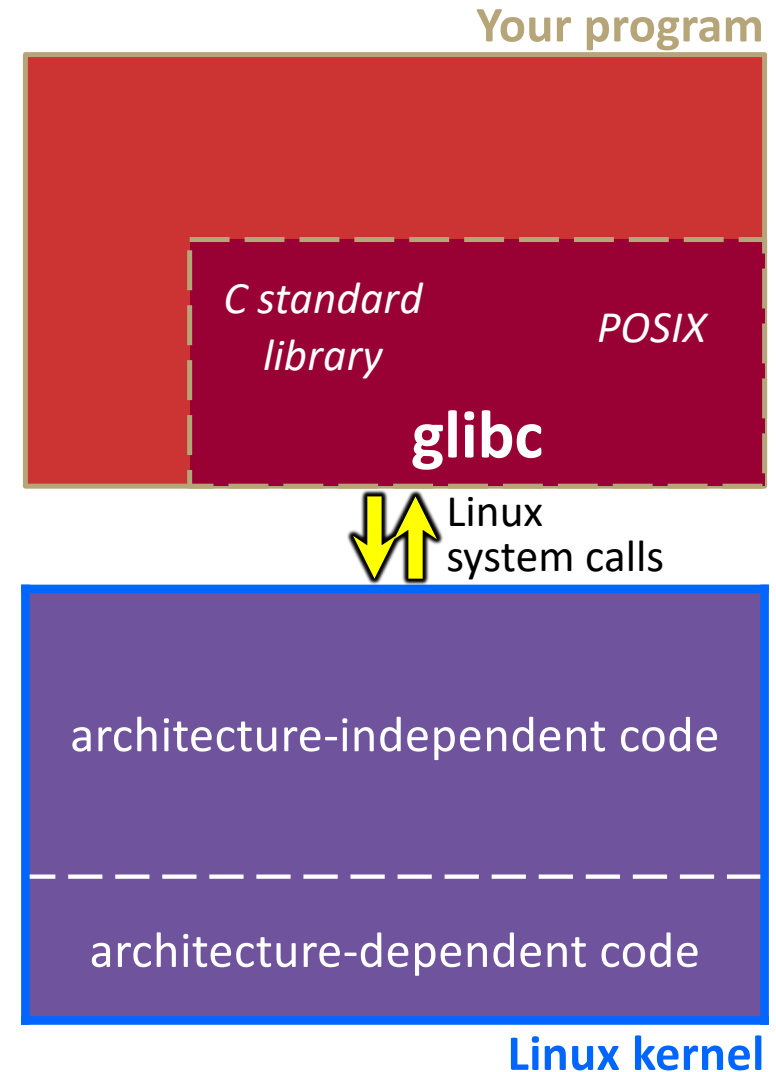 Your program
C standard
library
POSIX
glibc
Linux
system calls
architecture-independent code
architecture-dependent code
Linux kernel